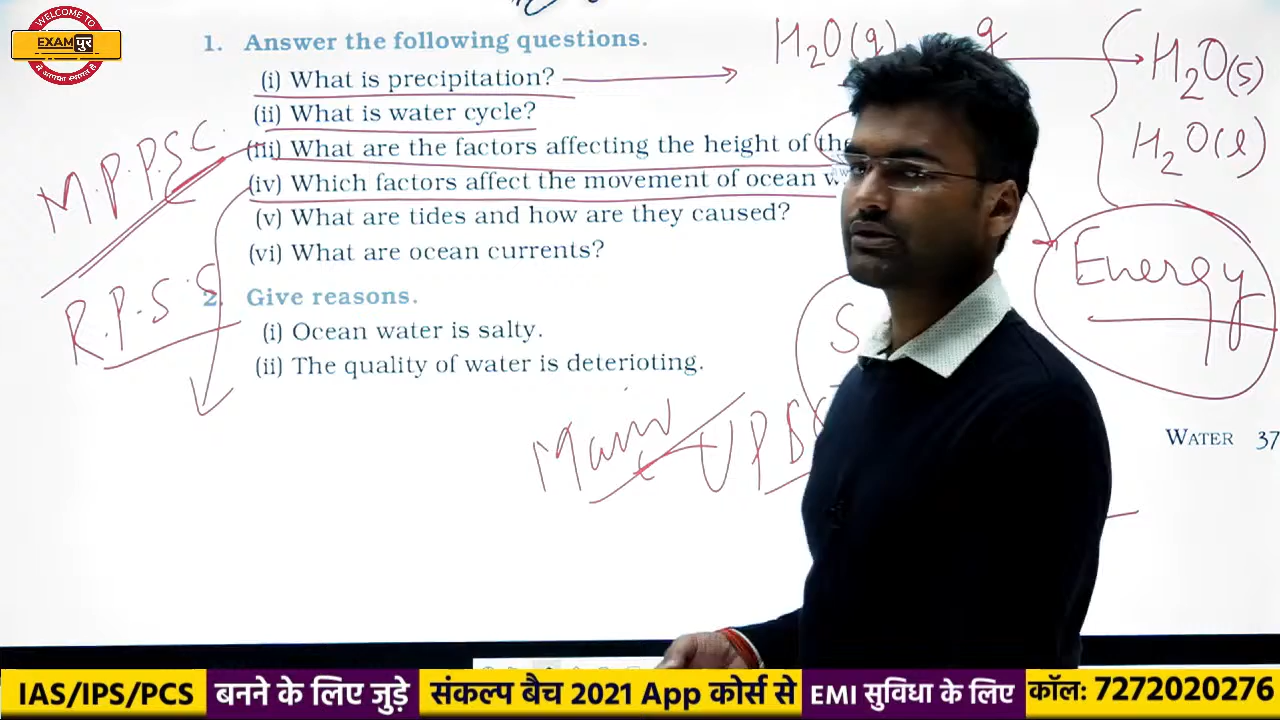 WELCOME TO
EXAMपुर
1. Answer the following questions.
(i) What is precipitation?
(ii) What is water cycle?
(iii) What are the factors affecting the height of the
(iv) Which factors affect the movement of ocean
(v) What are tides and how are they caused?
(vi) What are ocean currents?
2. Give reasons.
(i) Ocean water is salty.
(ii) The quality of water is deterioting.
H₂O(g) g H₂O(s)
H₂O(l)
Energy
M.P.P.S.C.
R.P.S.C
S
Main UPS
WATER 37
IAS/IPS/PCS बनने के लिए जुड़े संकल्प बैच 2021 App कोर्स से EMI सुविधा के लिए कॉल: 7272020276